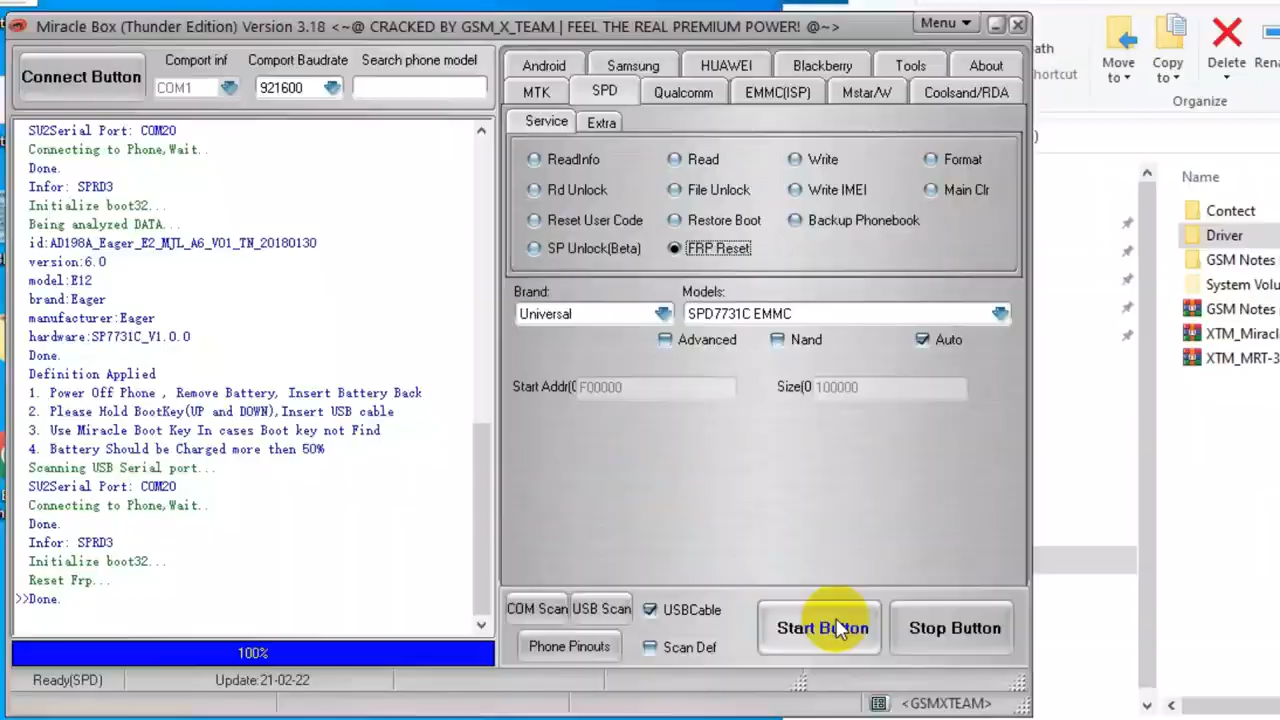 Miracle Box (Thunder Edition) Version 3.18 <~@ CRACKED BY GSM_X_TEAM | FEEL THE REAL PREMIUM POWER! @~>
Menu
Connect Button
Comport inf
COM1
Comport Baudrate
921600
Search phone model
SU2Serial Port: COM20
Connecting to Phone,Wait..
Done.
Infor: SPRD3
Initialize boot32...
Being analyzed DATA...
id:AD198A_Eager_E2_MJL_A6_V01_TN_20180130
version:6.0
model:E12
brand:Eager
manufacturer:Eager
hardware:SP7731C_V1.0.0
Done.
Definition Applied
1. Power Off Phone , Remove Battery, Insert Battery Back
2. Please Hold BootKey(UP and DOWN),Insert USB cable
3. Use Miracle Boot Key In cases Boot key not Find
4. Battery Should be Charged more then 50%
Scanning USB Serial port...
SU2Serial Port: COM20
Connecting to Phone,Wait..
Done.
Infor: SPRD3
Initialize boot32...
Reset Frp...
>>Done.
100%
Ready(SPD)
Update:21-02-22
<GSMXTEAM>
Android
Samsung
HUAWEI
Blackberry
Tools
About
MTK
SPD
Qualcomm
EMMC(ISP)
Mstar/W
Coolsand/RDA
Service
Extra
ReadInfo
Read
Write
Format
Rd Unlock
File Unlock
Write IMEI
Main Clr
Reset User Code
Restore Boot
Backup Phonebook
SP Unlock(Beta)
FRP Reset
Brand:
Models:
Universal
SPD7731C EMMC
Advanced
Nand
Auto
Start Addr(0
F00000
Size(0
100000
COM Scan
USB Scan
USBCable
Phone Pinouts
Scan Def
Start Button
Stop Button
ath
hortcut
Move to
Copy to
Delete
Rena
Organize
)
Name
Contect
Driver
GSM Notes
System Volu
GSM Notes
XTM_Miracl
XTM_MRT-3